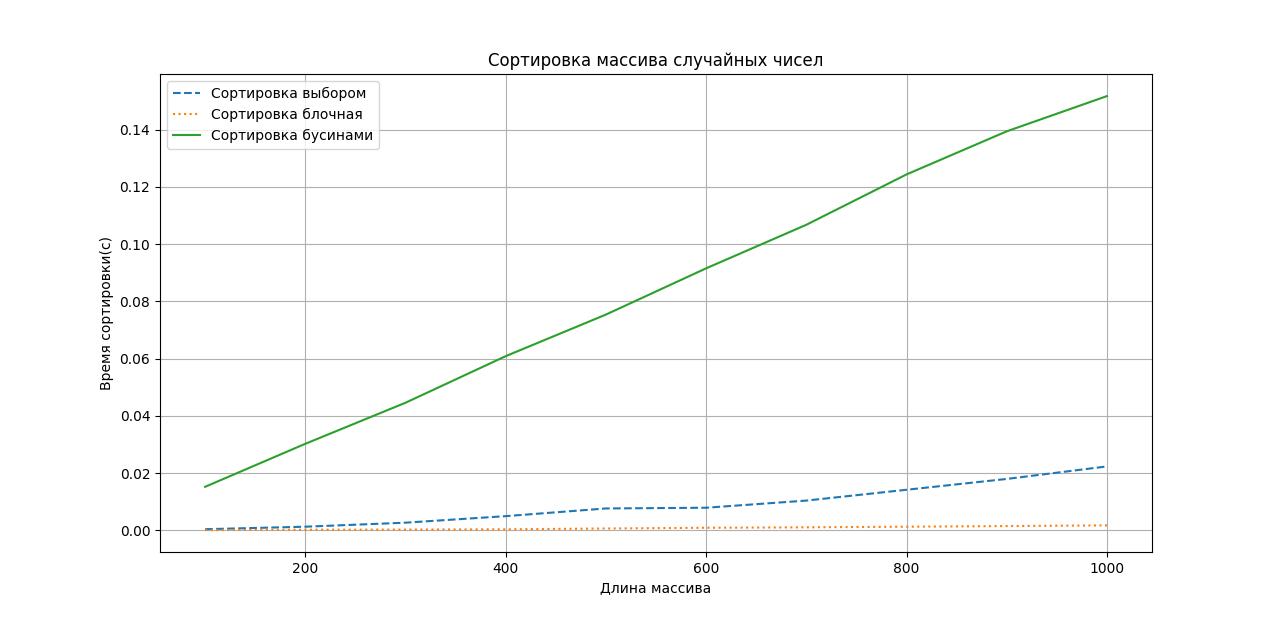 Сортировка массива случайных чисел
Сортировка выбором
Сортировка блочная
Сортировка бусинами
Время сортировки(с)
0.14
0.12
0.10
0.08
0.06
0.04
0.02
0.00
200 400 600 800 1000
Длина массива